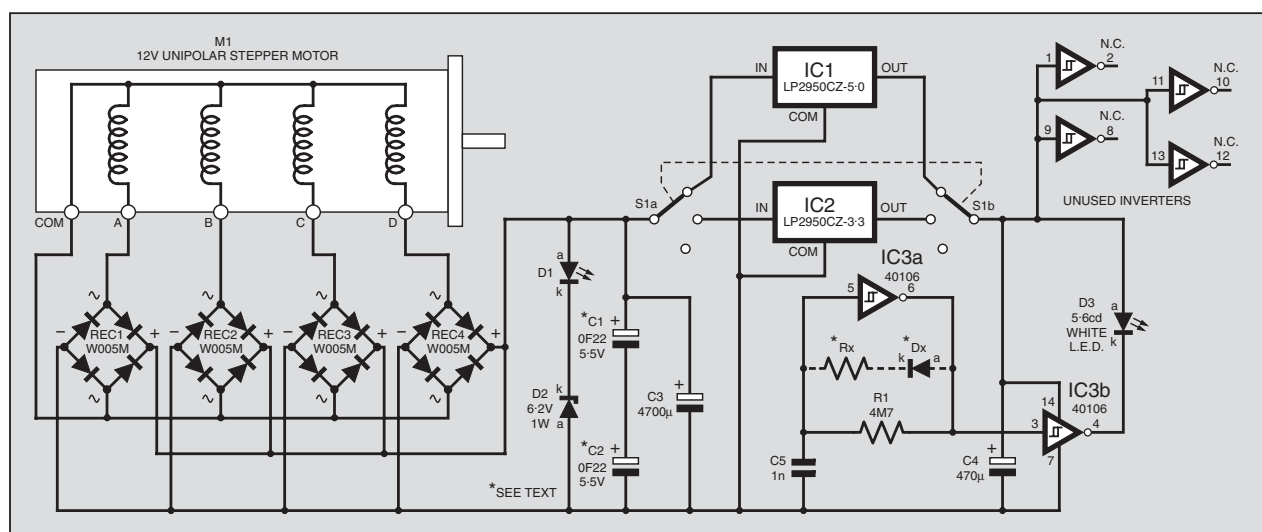 M1
12V UNIPOLAR STEPPER MOTOR
COM
A
B
C
D
~
~
~
~
− REC1 +
W005M
− REC2 +
W005M
− REC3 +
W005M
− REC4 +
W005M
~
~
~
~
a
D1
k
k
D2
6·2V
1W
a
+
*C1
0F22
5·5V
+
*C2
0F22
5·5V
*SEE TEXT
+
C3
4700μ
S1a
IN
IC1
LP2950CZ-5·0
OUT
COM
IN
IC2
LP2950CZ-3·3
OUT
COM
S1b
IC3a
40106
5
6
*Rx
*Dx
k
a
R1
4M7
C5
1n
+
C4
470μ
3
14
IC3b
40106
4
7
a
D3
5·6cd
WHITE
L.E.D.
k
1
N.C.
2
9
N.C.
8
11
N.C.
10
13
N.C.
12
UNUSED INVERTERS